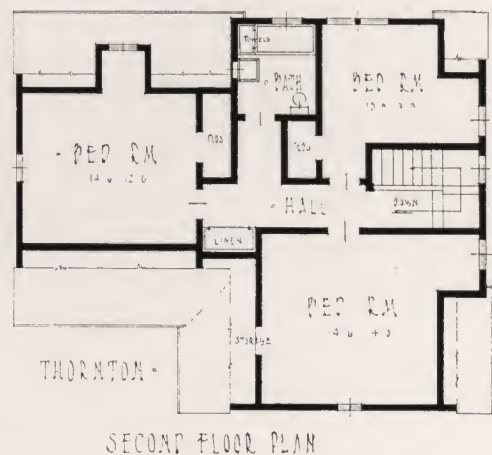 TOWELS
BATH
BED RM
BED RM
CLOS
CLOS
HALL
DOWN
LINEN
BED RM
STORAGE
THORNTON
SECOND FLOOR PLAN